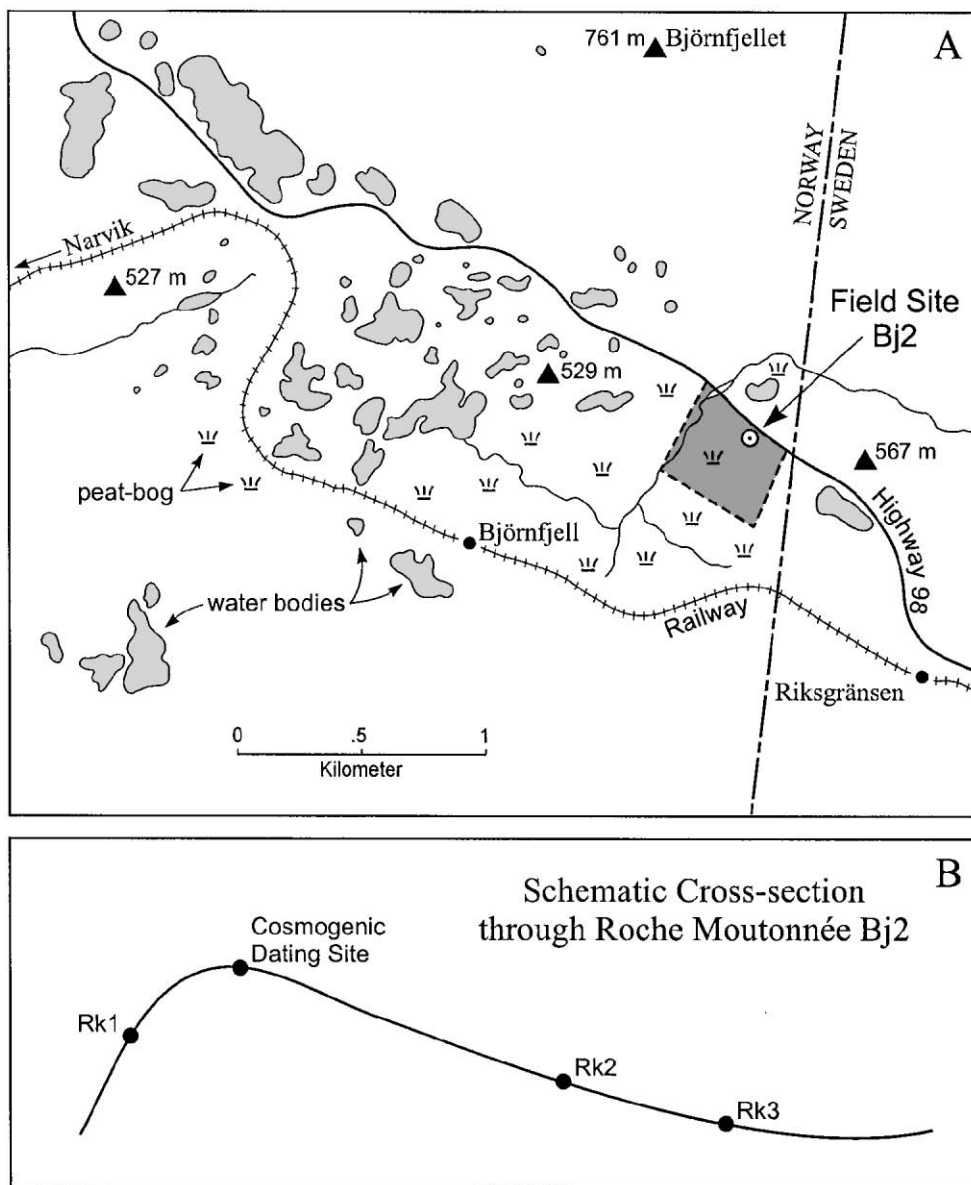 A
761 m Björnfjellet
NORWAY
SWEDEN
Narvik
527 m
Field Site
Bj2
529 m
567 m
peat-bog
Björnfjell
Highway 98
water bodies
Railway
Riksgränsen
0 .5 1
Kilometer
B
Schematic Cross-section
through Roche Moutonnée Bj2
Cosmogenic
Dating Site
Rk1
Rk2
Rk3